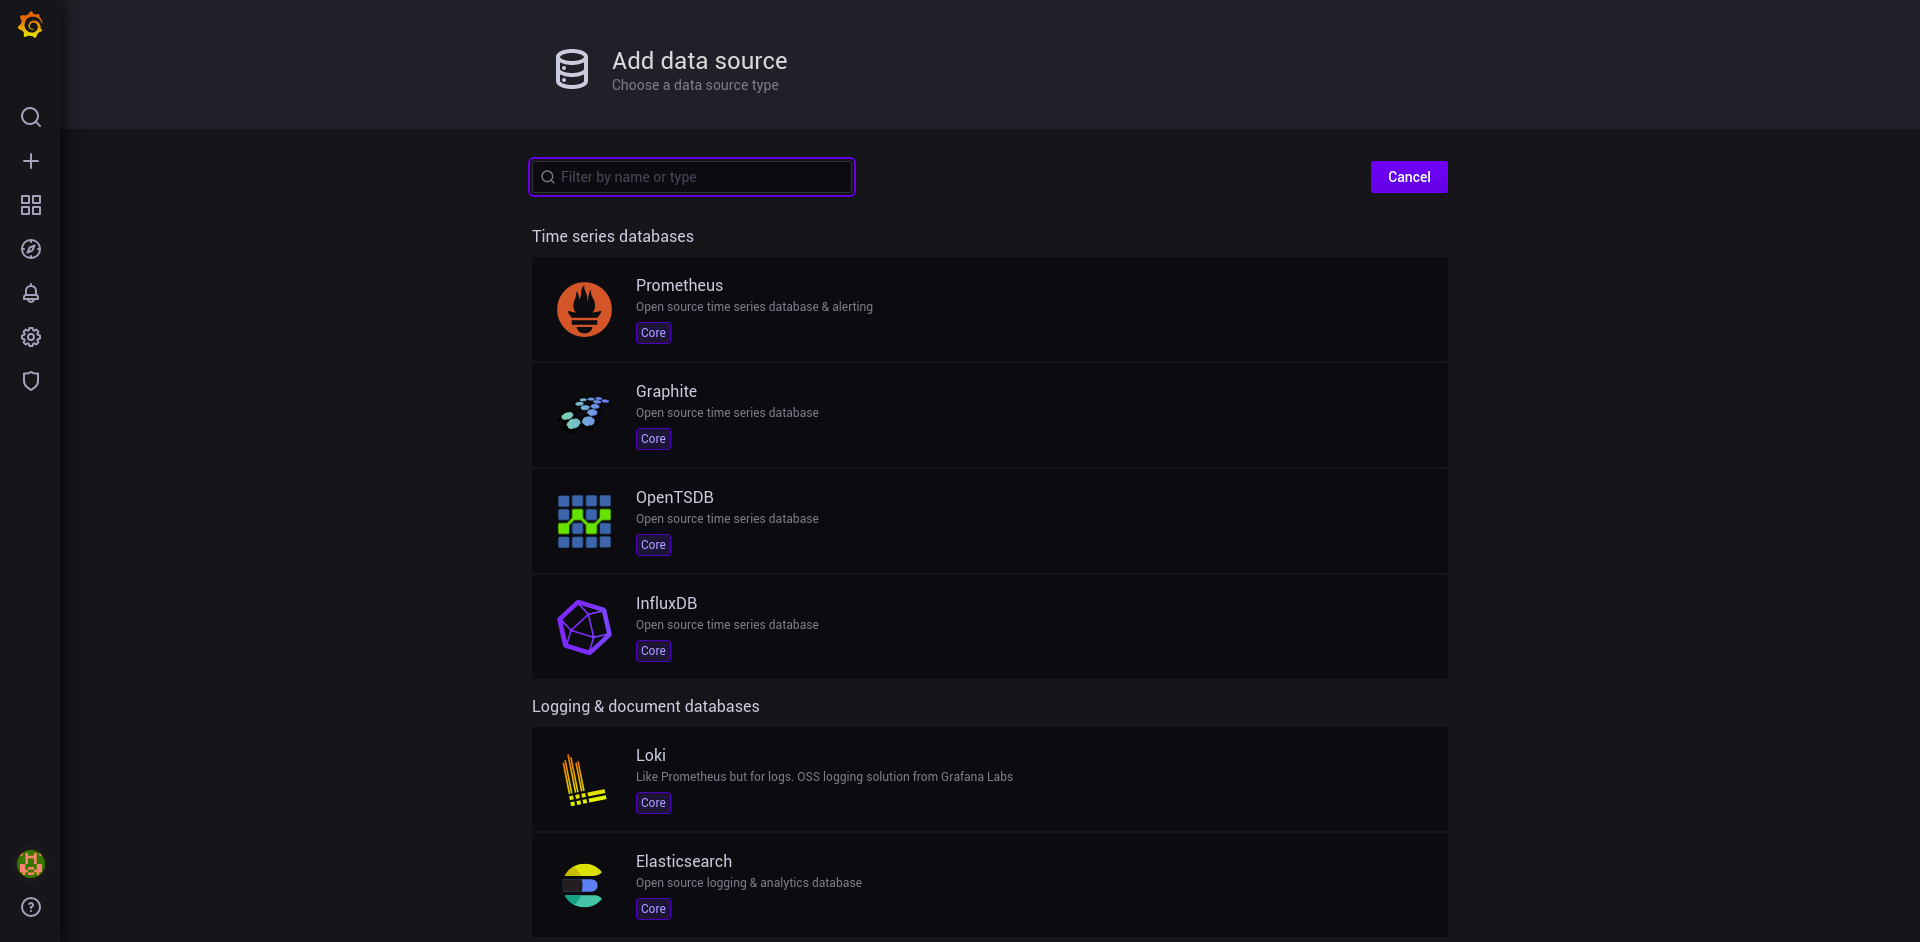 Add data source
Choose a data source type
Filter by name or type
Cancel
Time series databases
Prometheus
Open source time series database & alerting
Core
Graphite
Open source time series database
Core
OpenTSDB
Open source time series database
Core
InfluxDB
Open source time series database
Core
Logging & document databases
Loki
Like Prometheus but for logs. OSS logging solution from Grafana Labs
Core
Elasticsearch
Open source logging & analytics database
Core